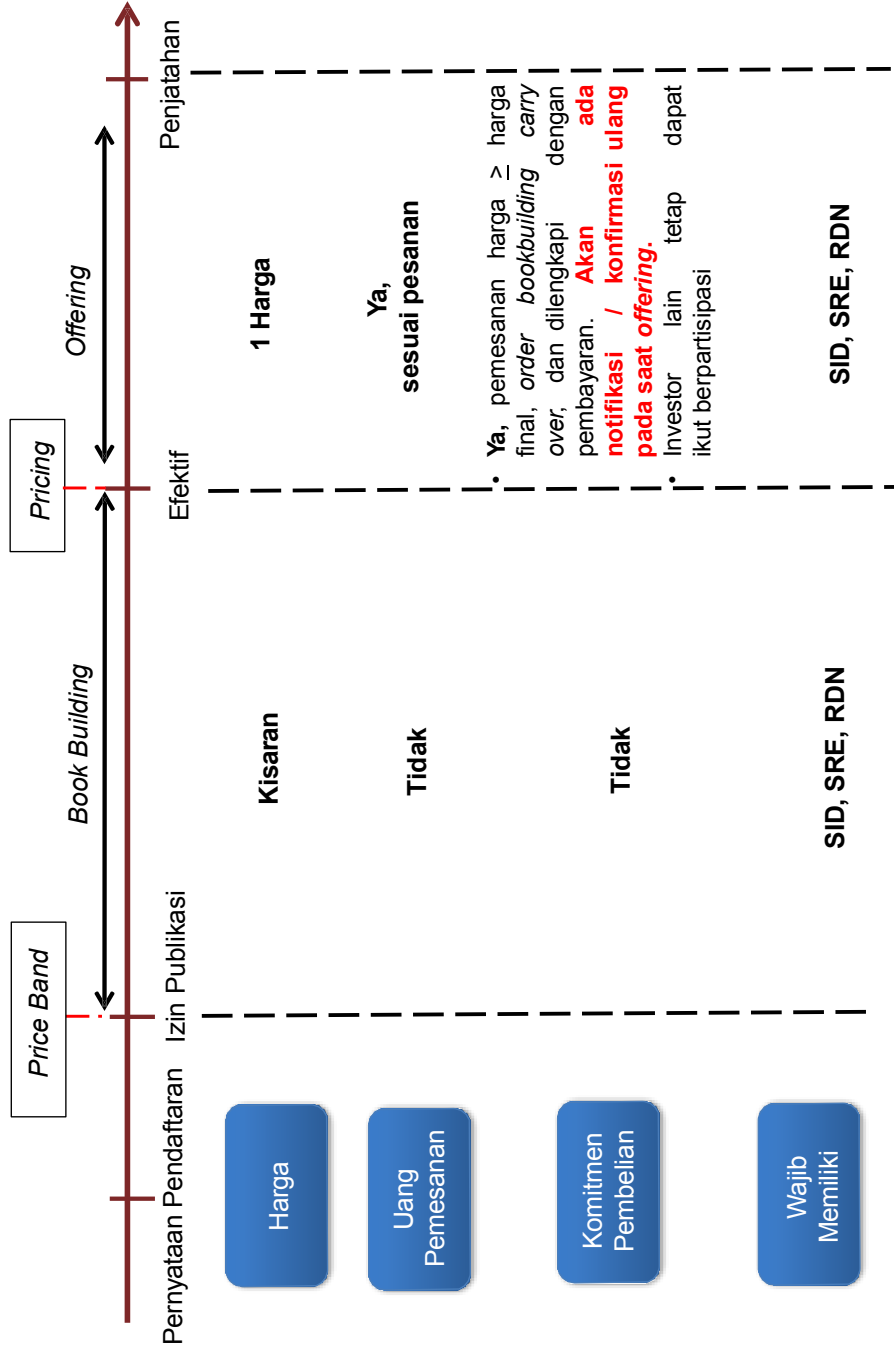 Price Band
Pricing
Book Building
Offering
Pernyataan Pendaftaran
Izin Publikasi
Efektif
Penjatahan
Harga
Kisaran
1 Harga
Uang
Pemesanan
Tidak
Ya,
sesuai pesanan
Komitmen
Pembelian
Tidak
• Ya, pemesanan harga ≥ harga
final, order bookbuilding carry
over, dan dilengkapi dengan
pembayaran. Akan ada
notifikasi / konfirmasi ulang
pada saat offering.
• Investor lain tetap dapat
ikut berpartisipasi
Wajib
Memiliki
SID, SRE, RDN
SID, SRE, RDN